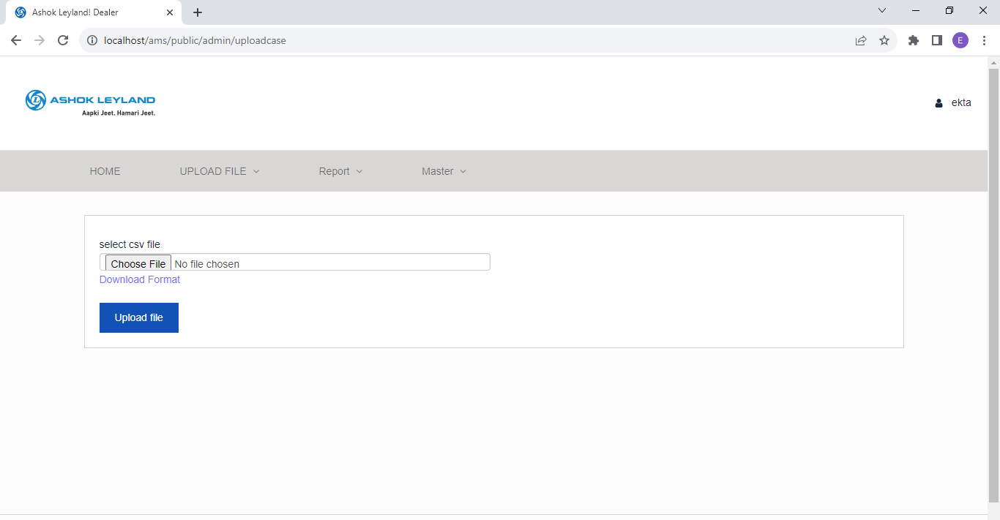 Ashok Leyland! Dealer
localhost/ams/public/admin/uploadcase
E
L ASHOK LEYLAND
Aapki Jeet. Hamari Jeet.
ekta
HOME UPLOAD FILE Report Master
select csv file
Choose File No file chosen
Download Format
Upload file